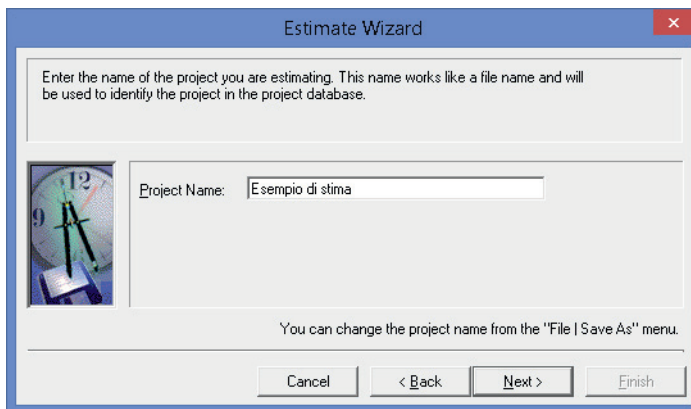 Estimate Wizard
Enter the name of the project you are estimating. This name works like a file name and will
be used to identify the project in the project database.
12
9
Project Name: Esempio di stima
You can change the project name from the "File | Save As" menu.
Cancel < Back Next > Finish